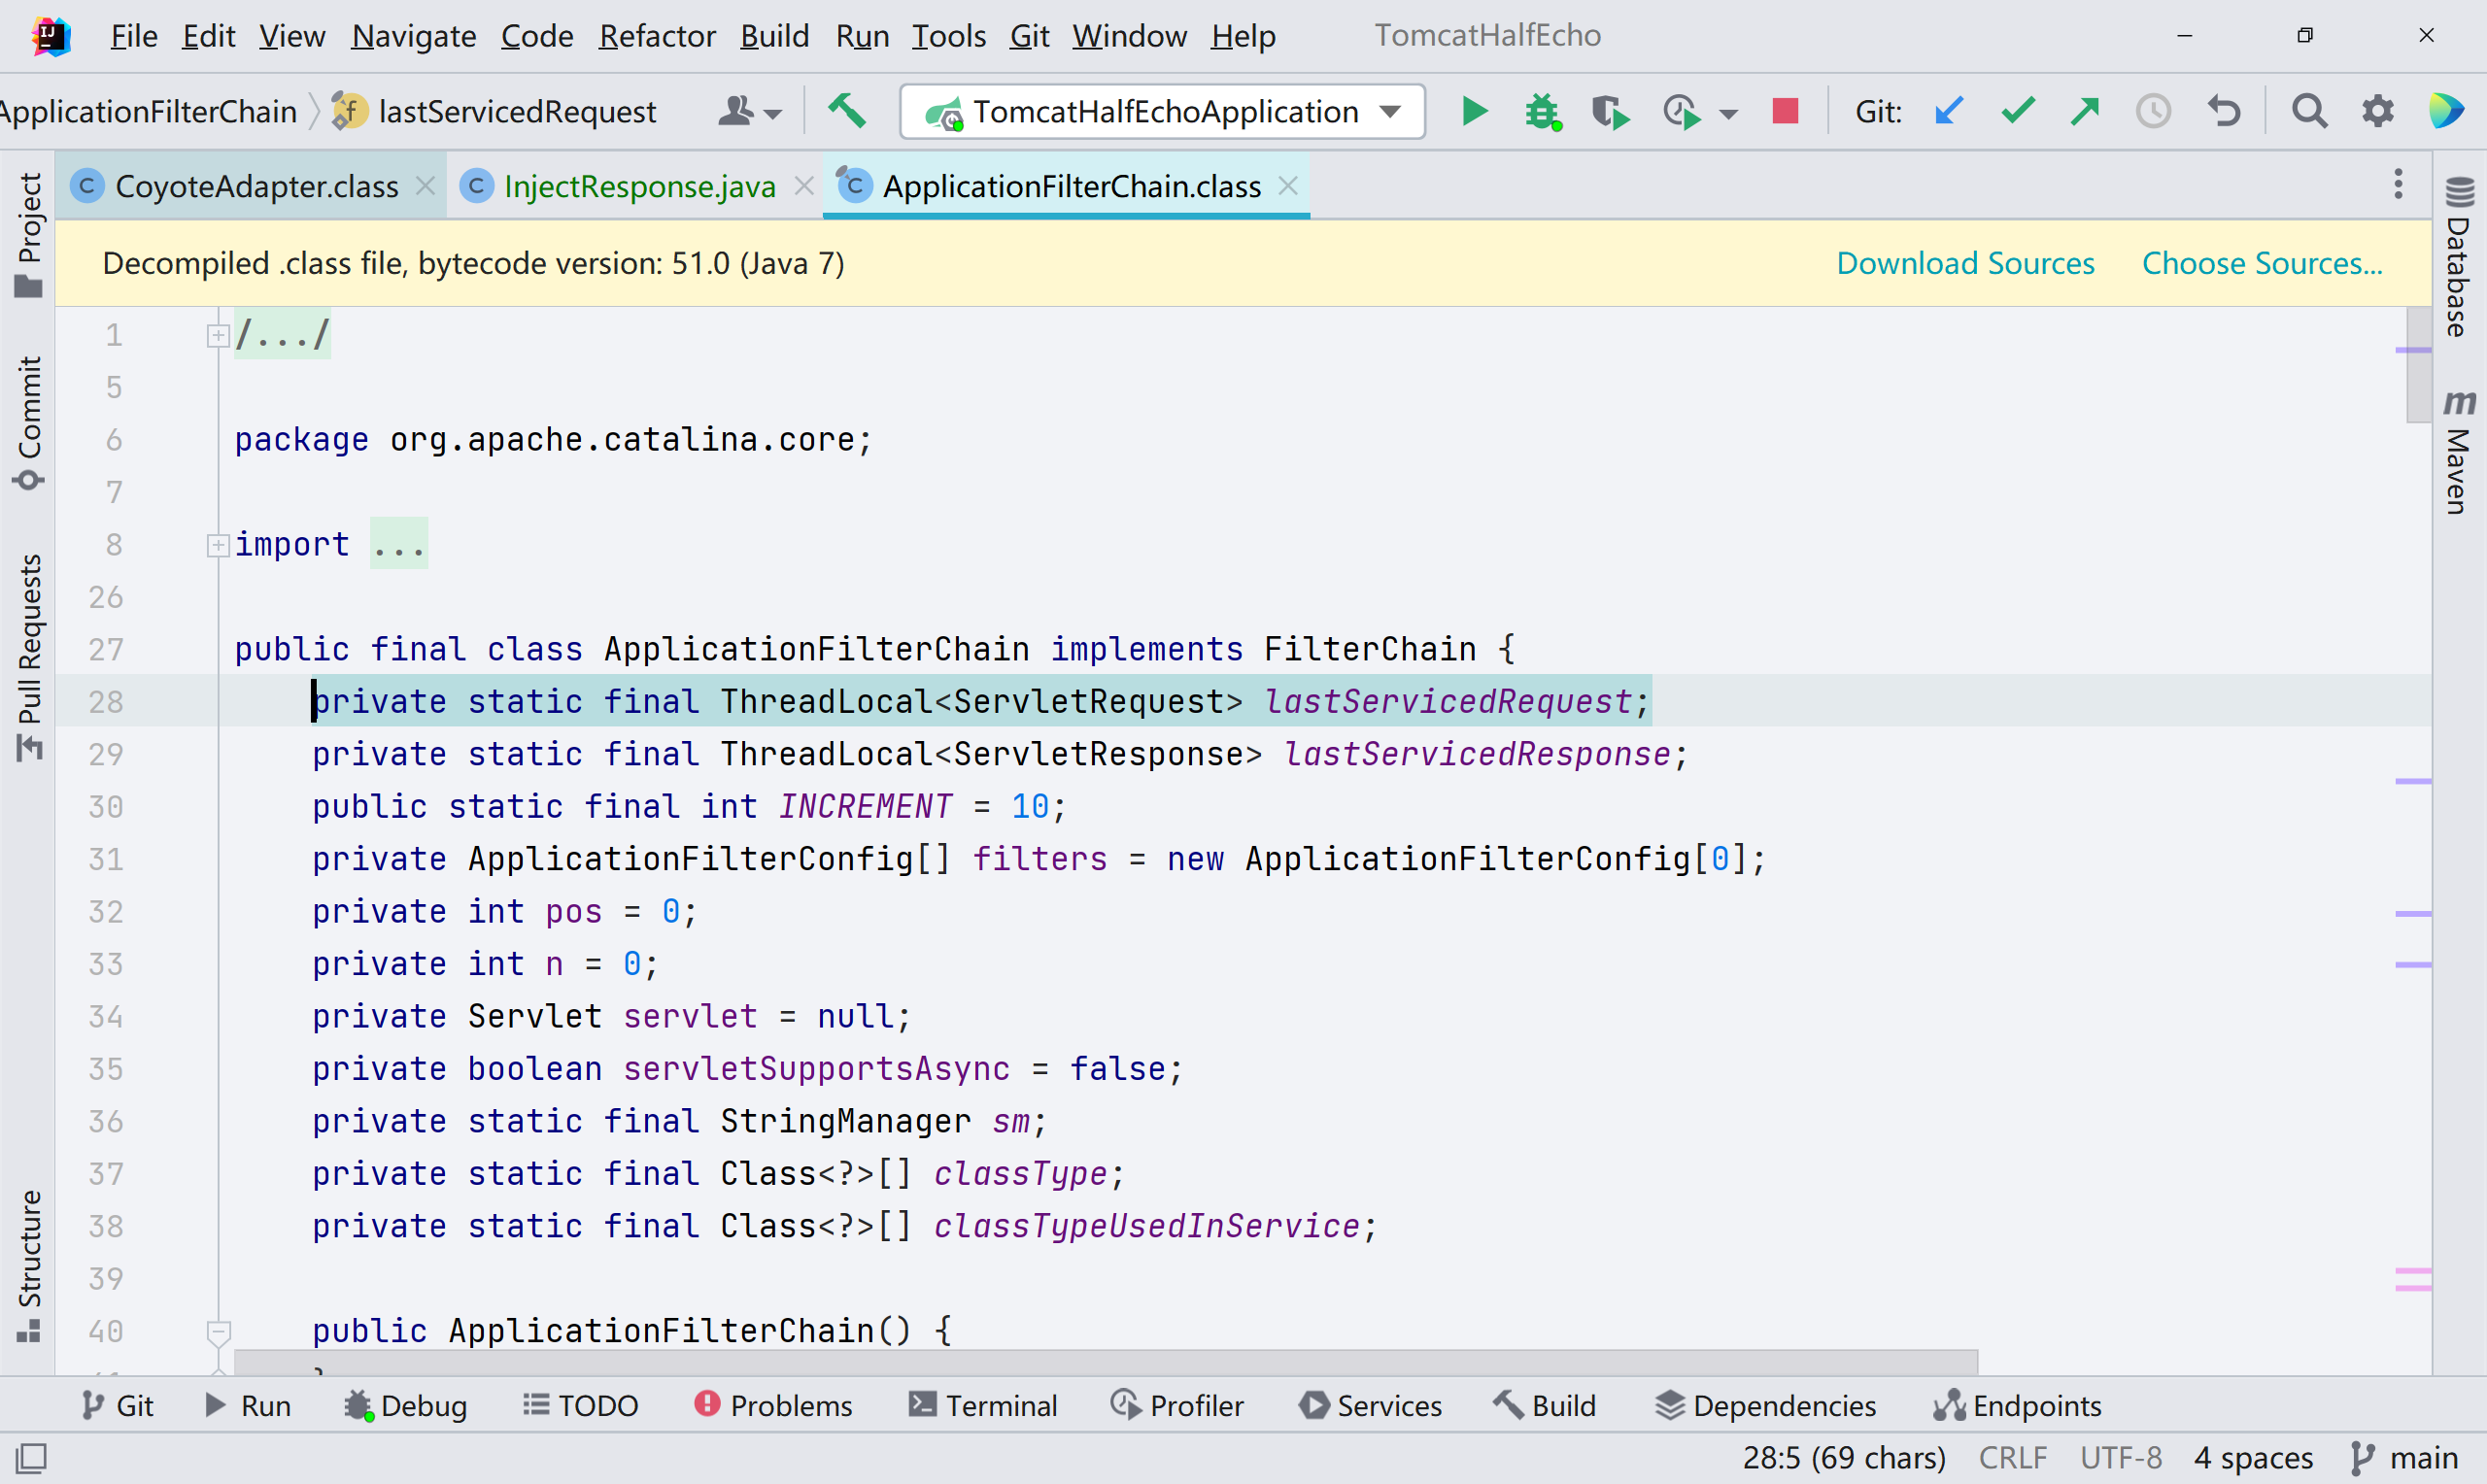 File Edit View Navigate Code Refactor Build Run Tools Git Window Help TomcatHalfEcho
ApplicationFilterChain lastServicedRequest TomcatHalfEchoApplication Git:
CoyoteAdapter.class InjectResponse.java ApplicationFilterChain.class
Decompiled .class file, bytecode version: 51.0 (Java 7) Download Sources Choose Sources...
Project
Commit
Pull Requests
Structure
1 /.../
5
6 package org.apache.catalina.core;
7
8 import ...
26
27 public final class ApplicationFilterChain implements FilterChain {
28 private static final ThreadLocal<ServletRequest> lastServicedRequest;
29 private static final ThreadLocal<ServletResponse> lastServicedResponse;
30 public static final int INCREMENT = 10;
31 private ApplicationFilterConfig[] filters = new ApplicationFilterConfig[0];
32 private int pos = 0;
33 private int n = 0;
34 private Servlet servlet = null;
35 private boolean servletSupportsAsync = false;
36 private static final StringManager sm;
37 private static final Class<?>[] classType;
38 private static final Class<?>[] classTypeUsedInService;
39
40 public ApplicationFilterChain() {
Database
Maven
Git Run Debug TODO Problems Terminal Profiler Services Build Dependencies Endpoints
28:5 (69 chars) CRLF UTF-8 4 spaces main